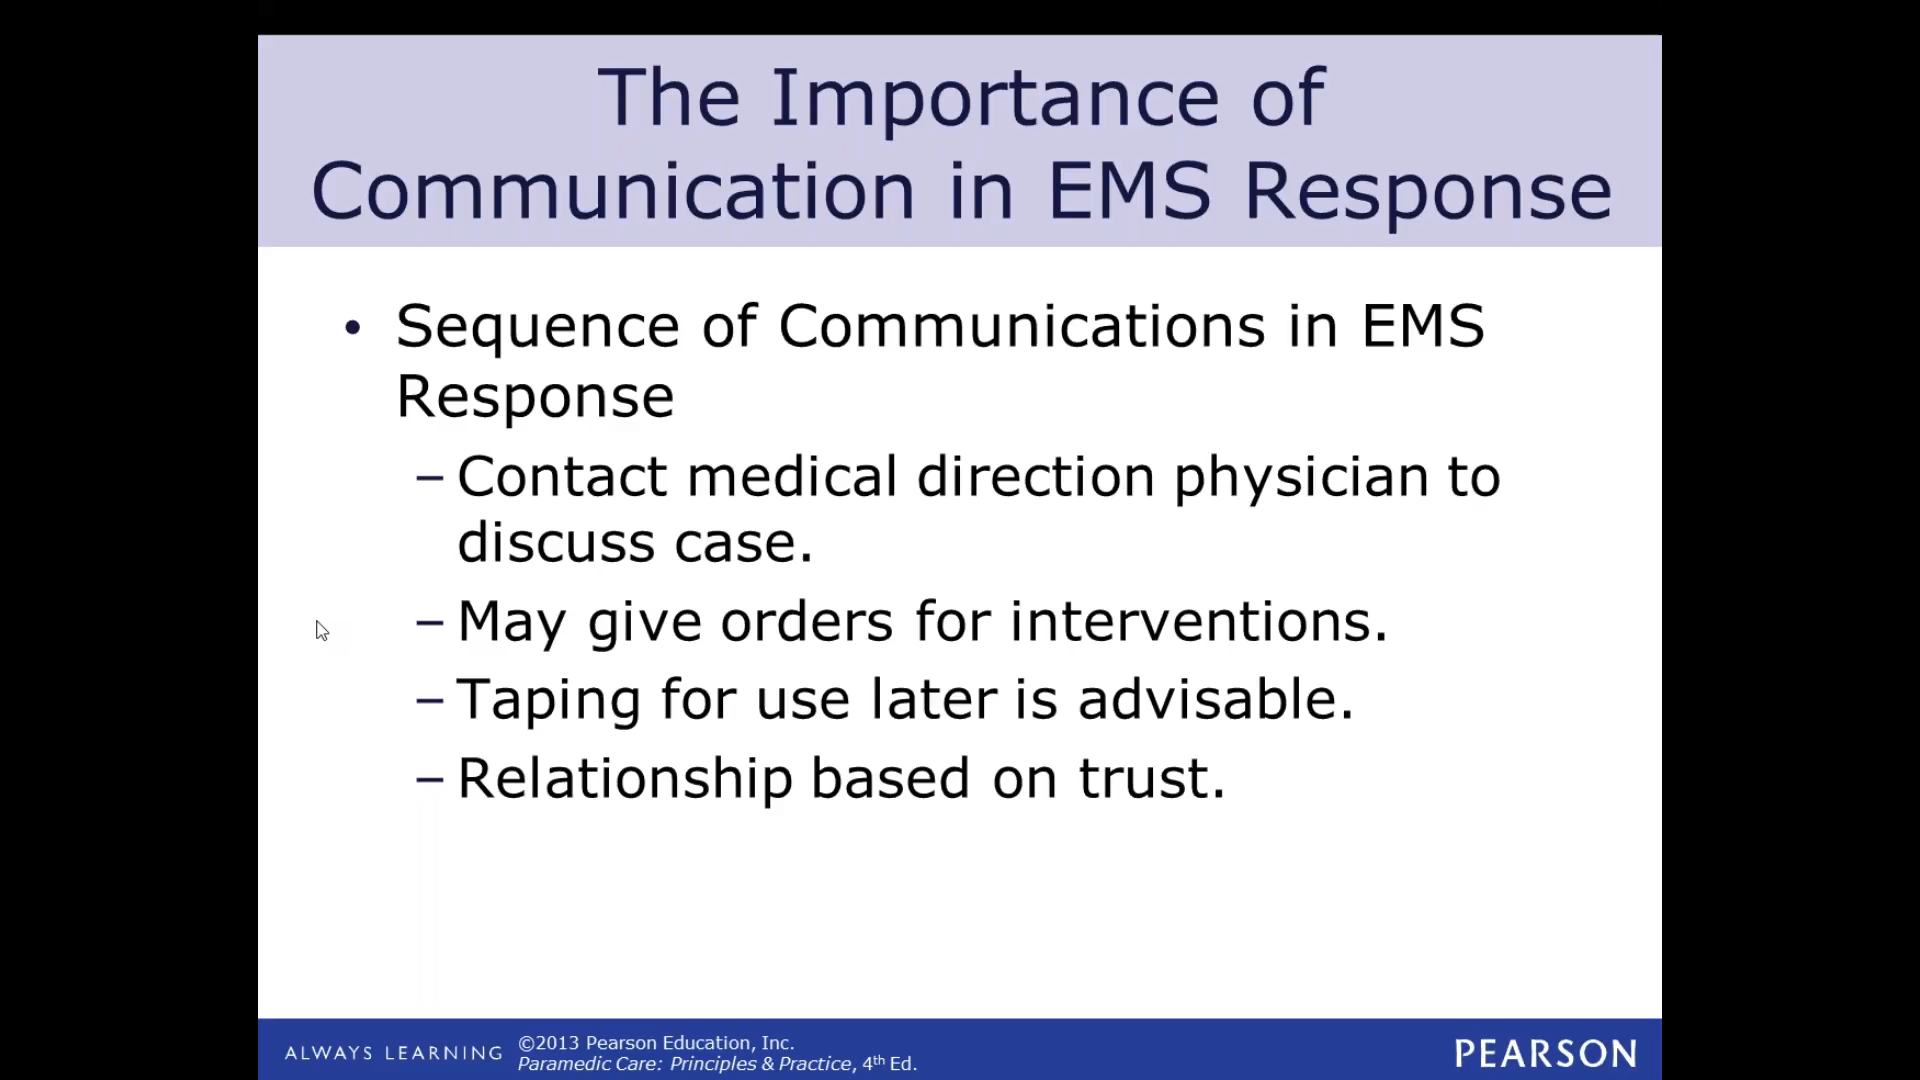 The Importance of
Communication in EMS Response
• Sequence of Communications in EMS
Response
– Contact medical direction physician to
discuss case.
– May give orders for interventions.
– Taping for use later is advisable.
– Relationship based on trust.
ALWAYS LEARNING
©2013 Pearson Education, Inc.
Paramedic Care: Principles & Practice, 4th Ed.
PEARSON